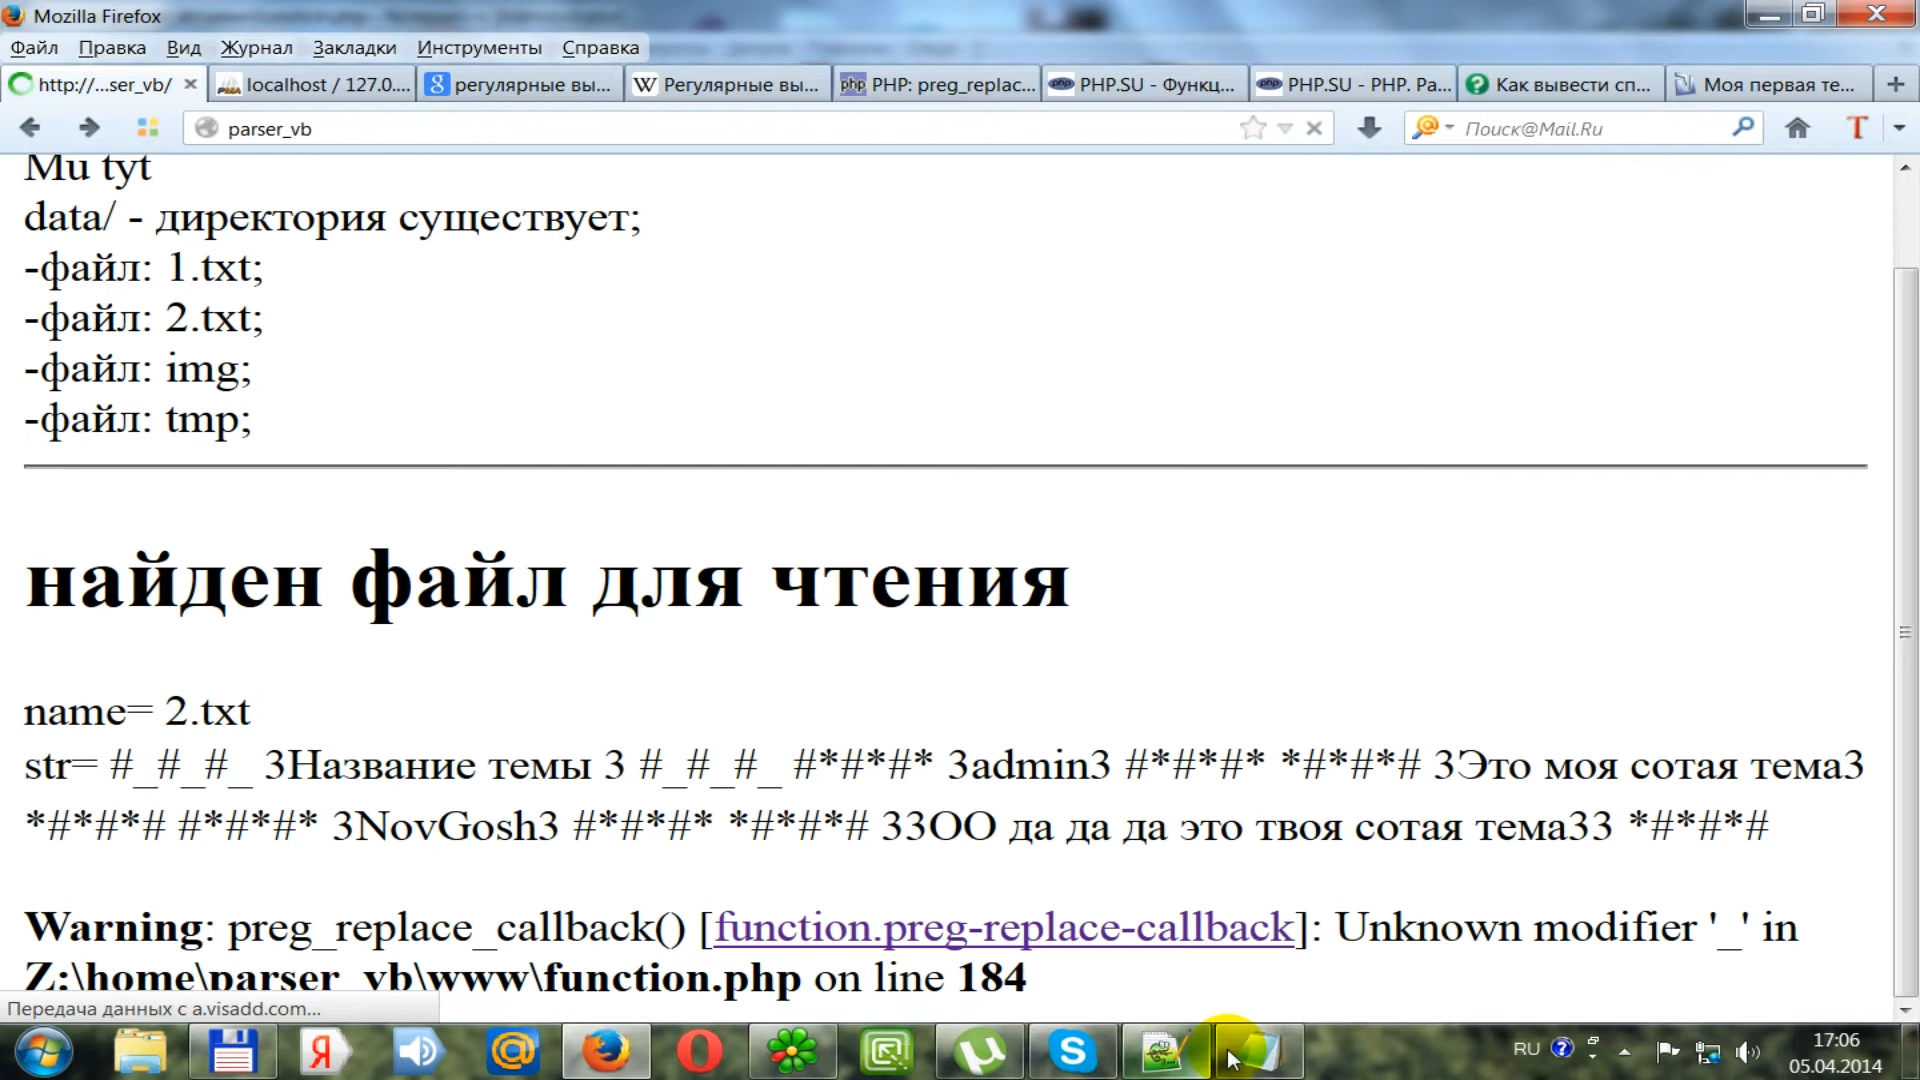 Mozilla Firefox
Файл Правка Вид Журнал Закладки Инструменты Справка
http://...ser_vb/ localhost / 127.0.... регулярные вы... Регулярные вы... PHP: preg_replac... PHP.SU - Функц... PHP.SU - PHP. Ра... Как вывести сп... Моя первая те...
parser_vb Поиск@Mail.Ru
Mu tyt
data/ - директория существует;
-файл: 1.txt;
-файл: 2.txt;
-файл: img;
-файл: tmp;
найден файл для чтения
name= 2.txt
str= #_#_#_ 3Название темы 3 #_#_#_ #*#*#* 3admin3 #*#*#* *#*#*# 3Это моя сотая тема3
*#*#*# #*#*#* 3NovGosh3 #*#*#* *#*#*# 33ОО да да да это твоя сотая тема33 *#*#*#
Warning: preg_replace_callback() [function.preg-replace-callback]: Unknown modifier '_' in
Z:\home\parser_vb\www\function.php on line 184
Передача данных с a.visadd.com...
RU 17:06
05.04.2014